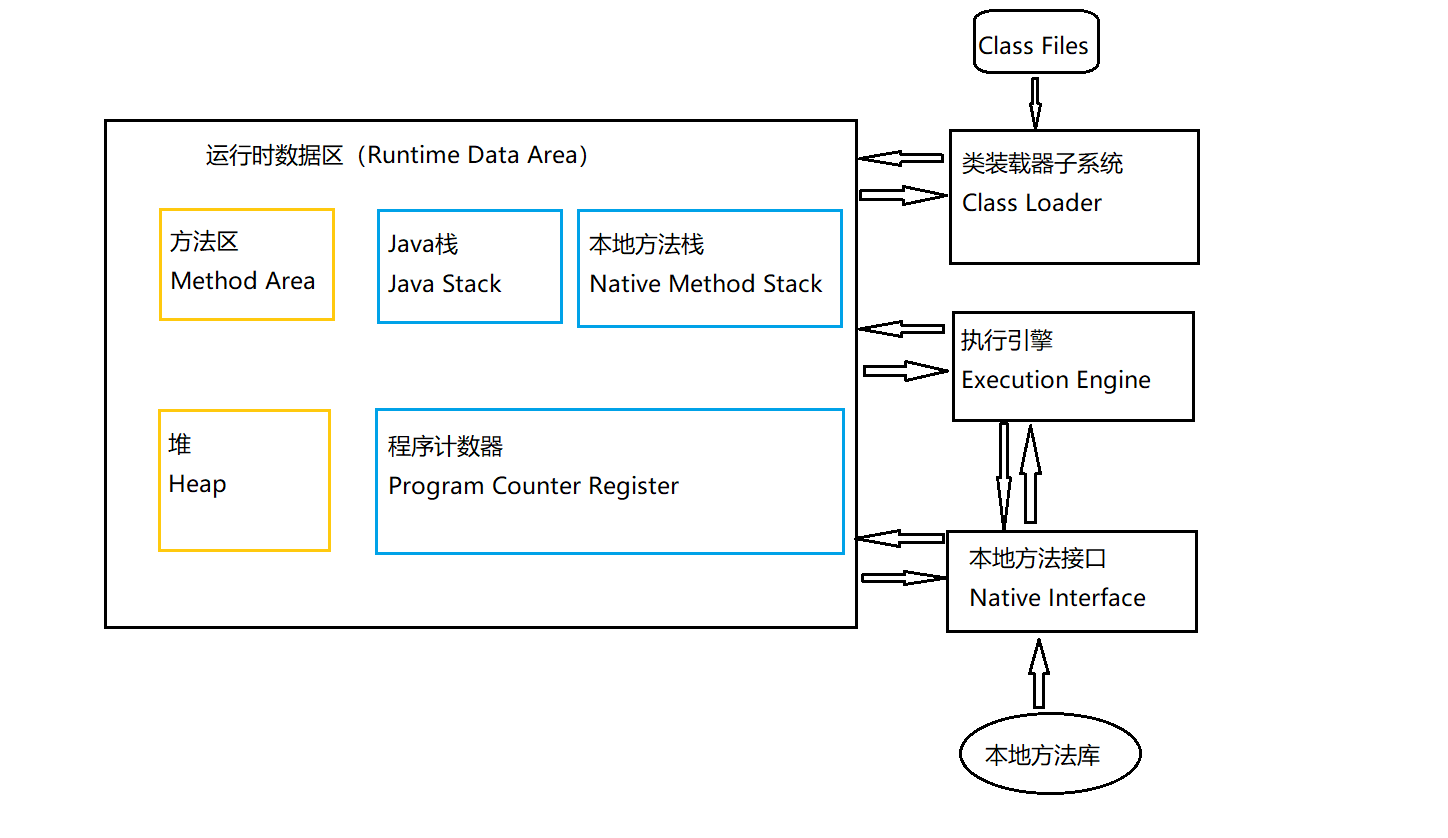 Class Files
运行时数据区（Runtime Data Area）
类装载器子系统
Class Loader
方法区
Method Area
Java栈
Java Stack
本地方法栈
Native Method Stack
执行引擎
Execution Engine
堆
Heap
程序计数器
Program Counter Register
本地方法接口
Native Interface
本地方法库